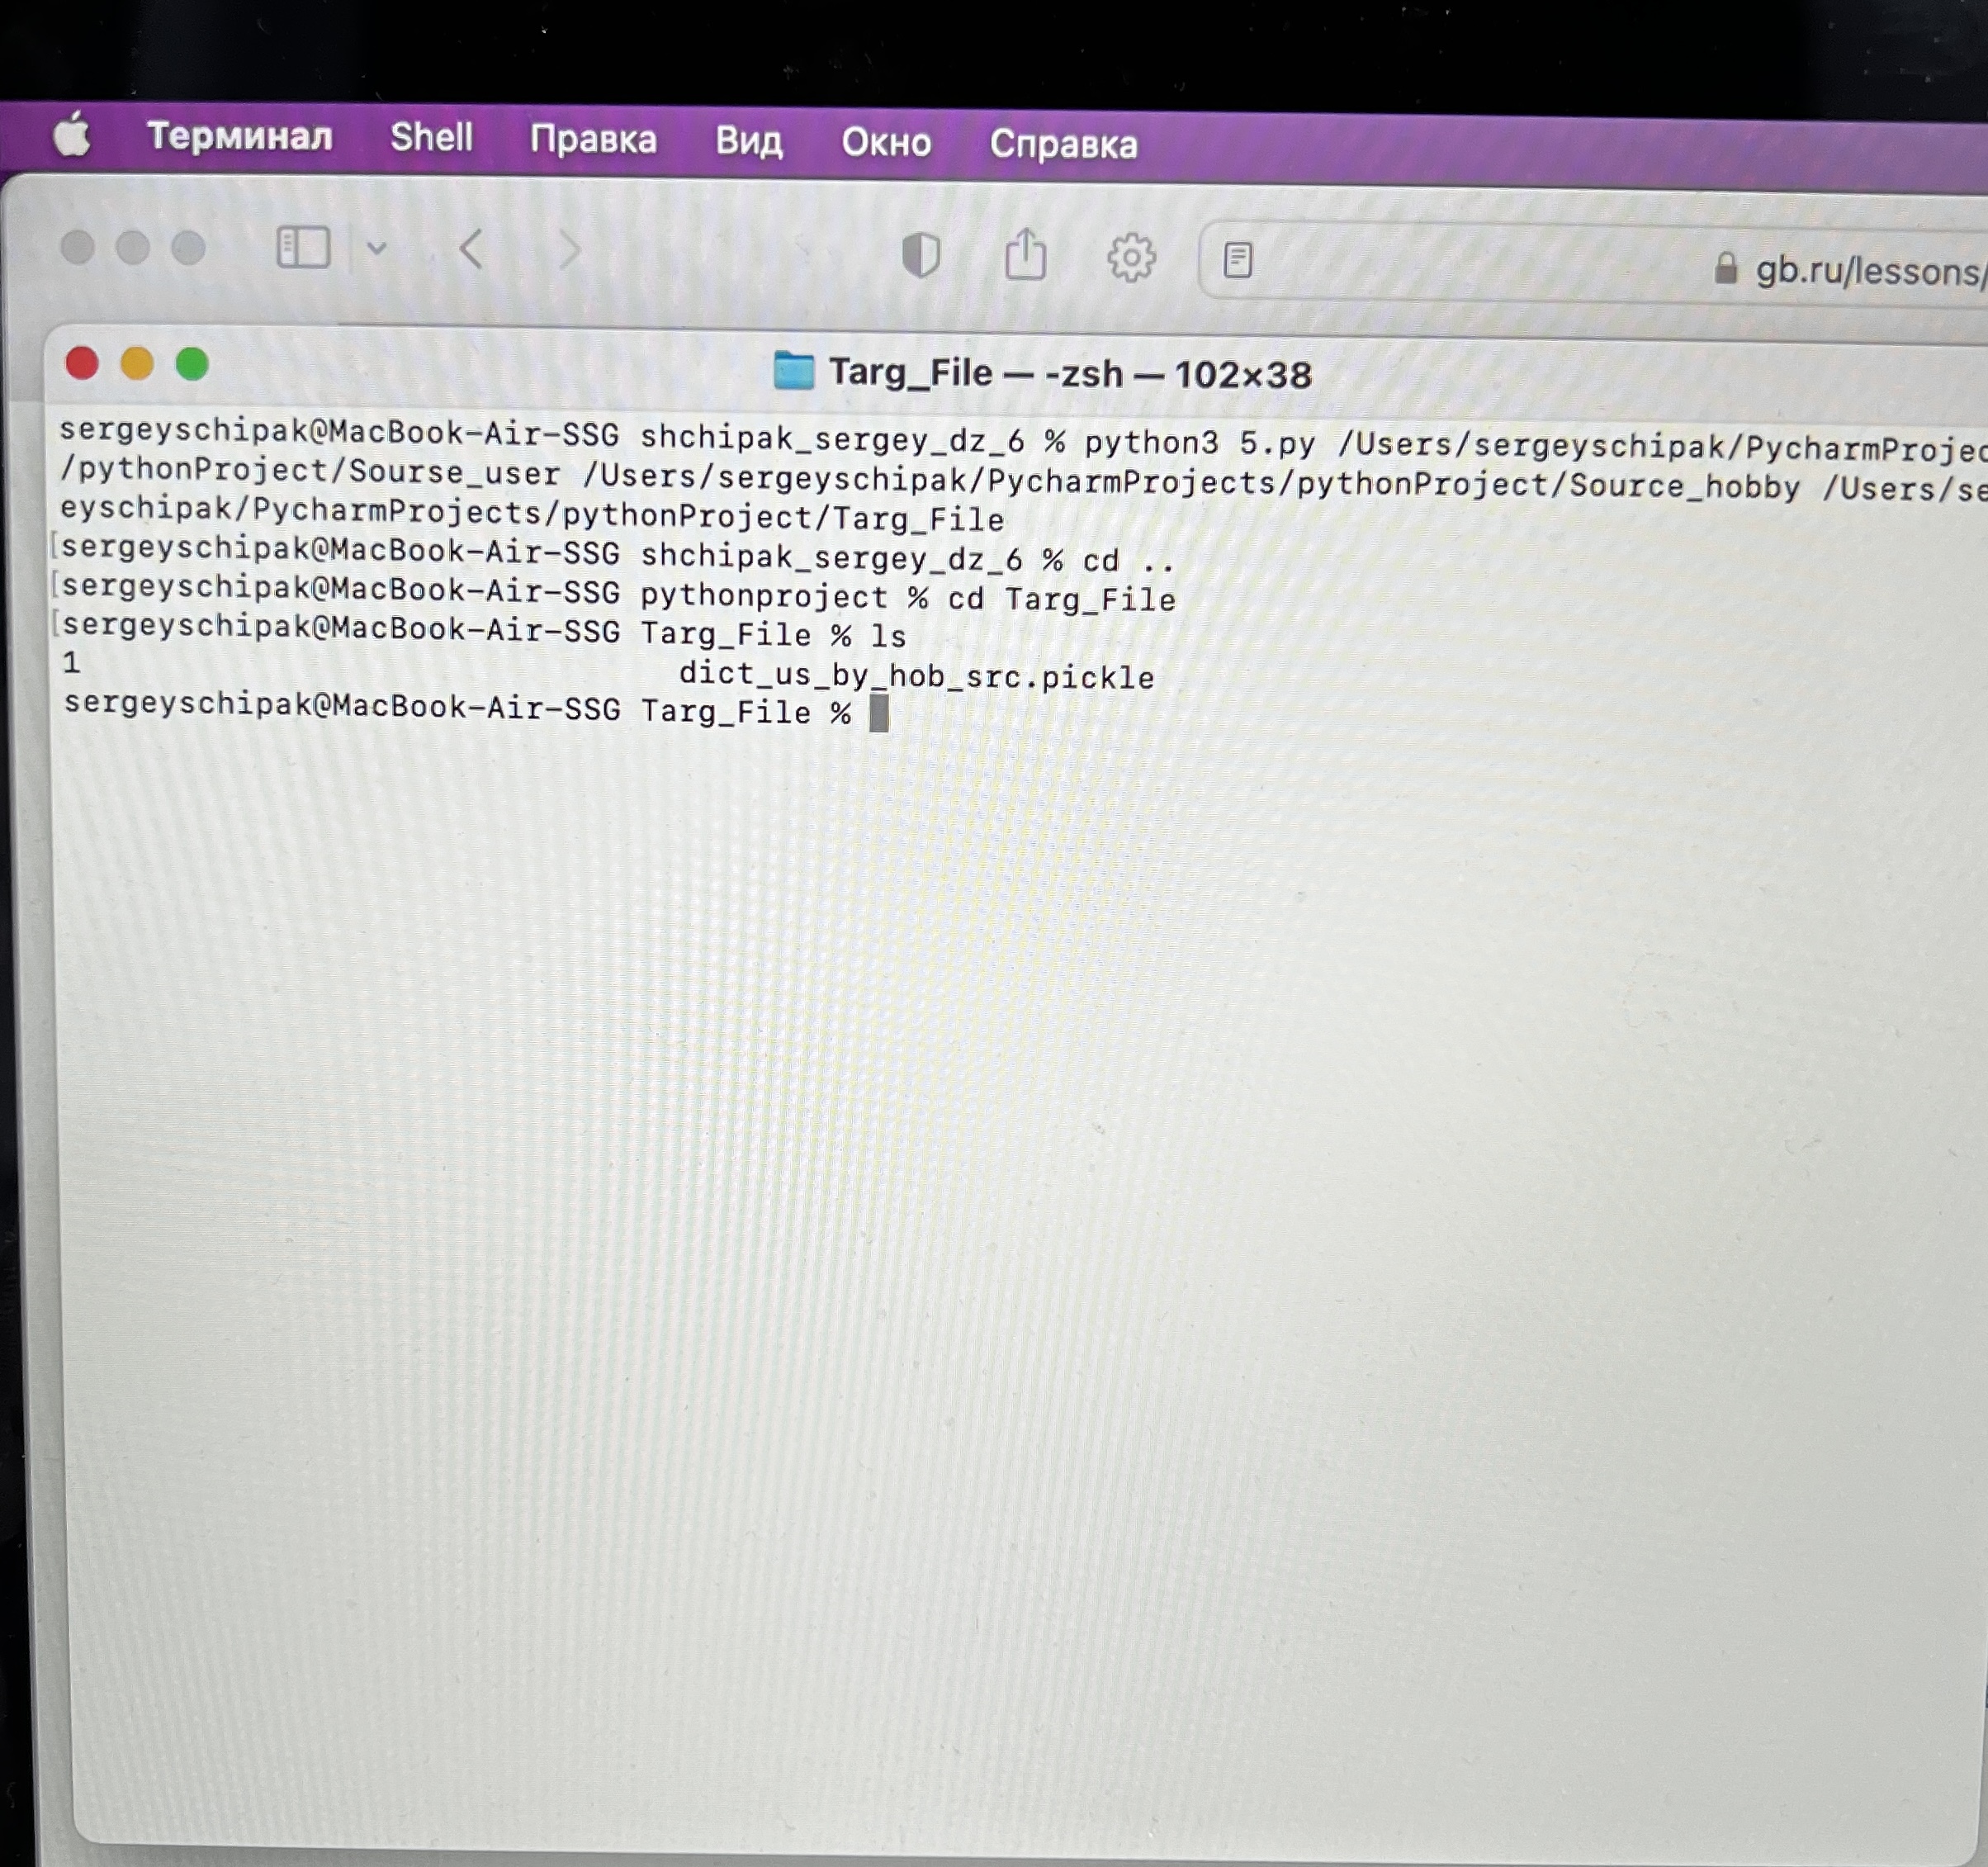 Терминал Shell Правка Вид Окно Справка
gb.ru/lessons/
Targ_File — -zsh — 102×38
sergeyschipak@MacBook-Air-SSG shchipak_sergey_dz_6 % python3 5.py /Users/sergeyschipak/PycharmProjec
/pythonProject/Sourse_user /Users/sergeyschipak/PycharmProjects/pythonProject/Source_hobby /Users/se
eyschipak/PycharmProjects/pythonProject/Targ_File
[sergeyschipak@MacBook-Air-SSG shchipak_sergey_dz_6 % cd ..
[sergeyschipak@MacBook-Air-SSG pythonproject % cd Targ_File
[sergeyschipak@MacBook-Air-SSG Targ_File % ls
1 dict_us_by_hob_src.pickle
sergeyschipak@MacBook-Air-SSG Targ_File %